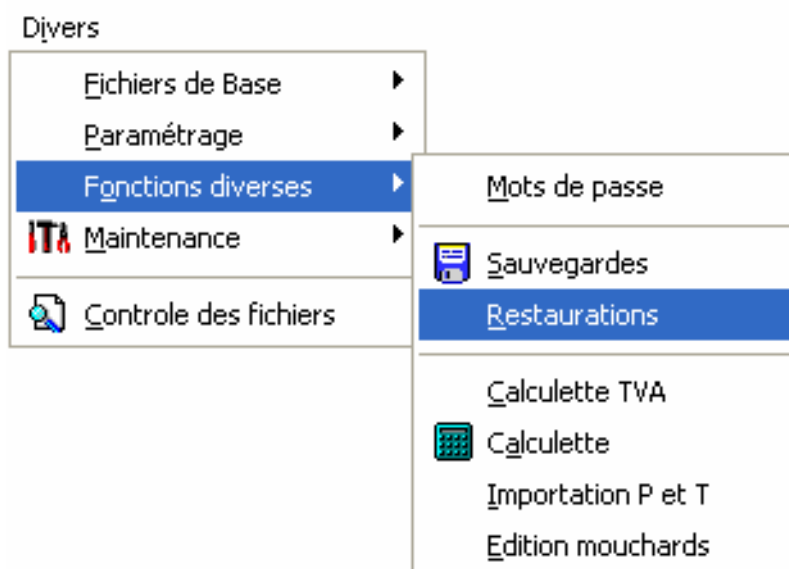 Divers
Fichiers de Base
Paramétrage
Fonctions diverses
Maintenance
Controle des fichiers
Mots de passe
Sauvegardes
Restaurations
Calculette TVA
Calculette
Importation P et T
Edition mouchards